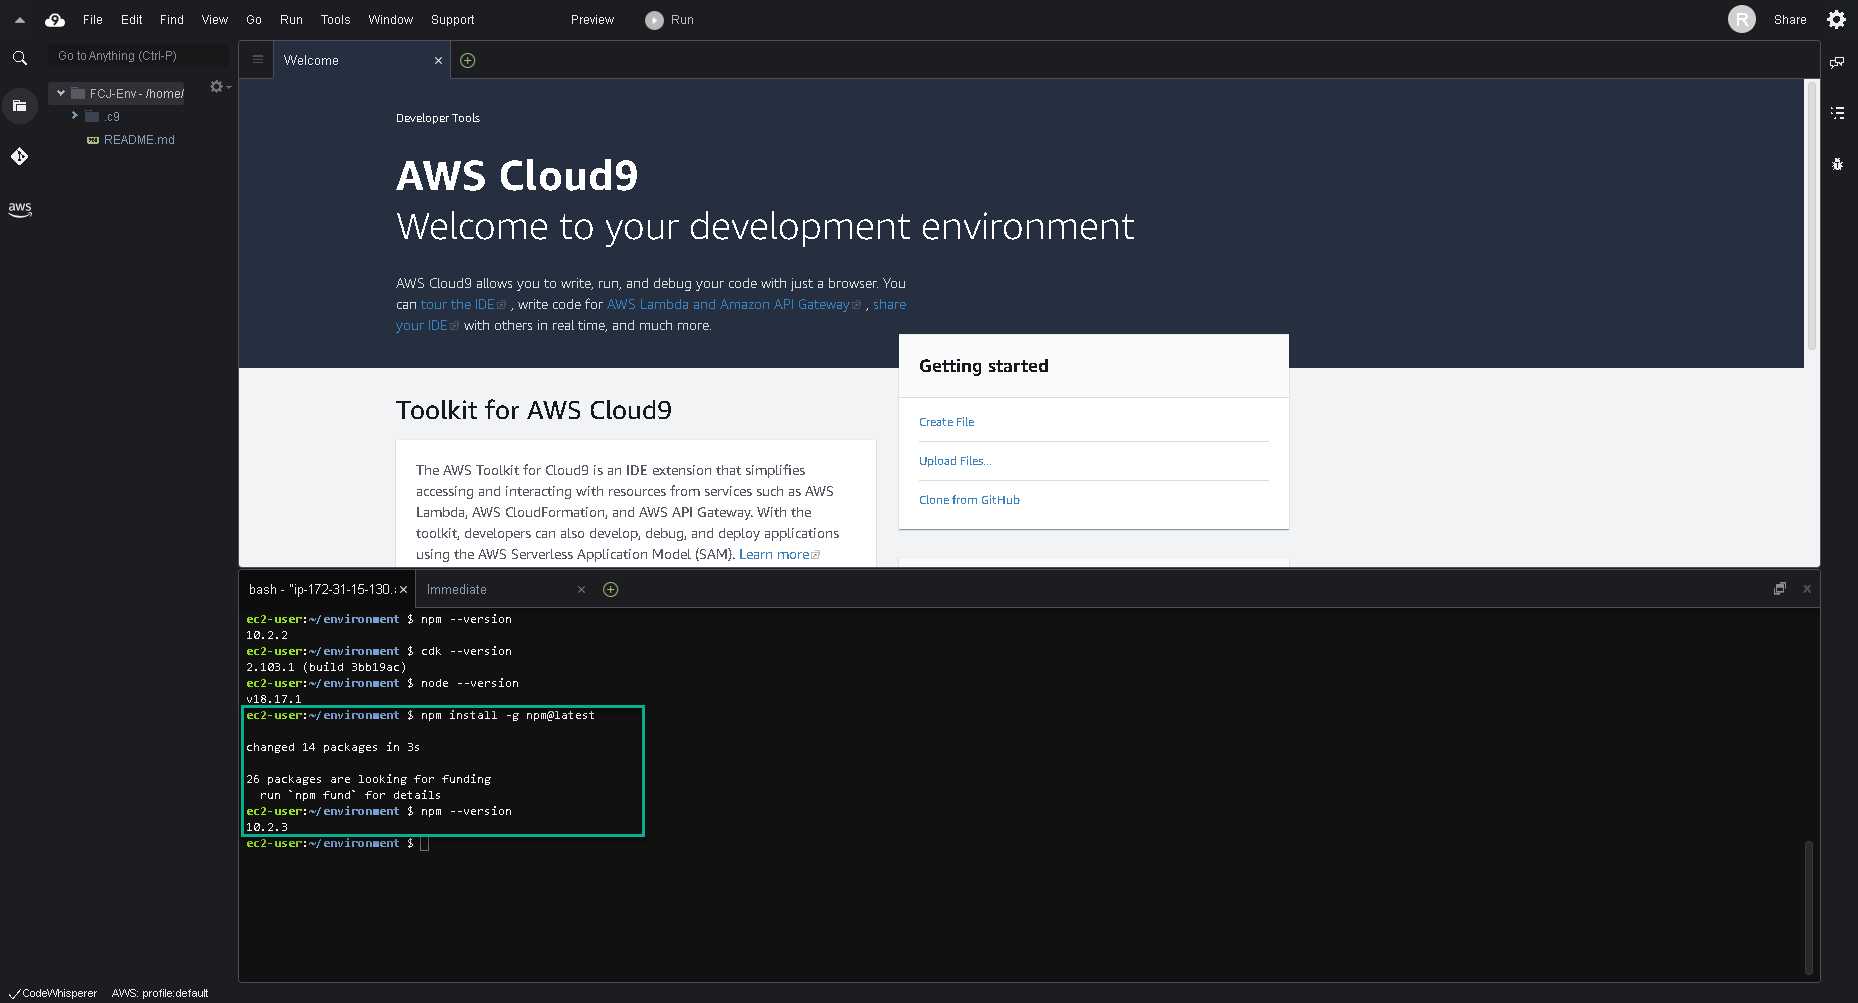 File Edit Find View Go Run Tools Window Support Preview Run R Share
Go to Anything (Ctrl-P)
FCJ-Env - /home/
.c9
README.md
aws
Welcome
Developer Tools
AWS Cloud9
Welcome to your development environment
AWS Cloud9 allows you to write, run, and debug your code with just a browser. You
can tour the IDE , write code for AWS Lambda and Amazon API Gateway , share
your IDE with others in real time, and much more.
Getting started
Create File
Upload Files...
Clone from GitHub
Toolkit for AWS Cloud9
The AWS Toolkit for Cloud9 is an IDE extension that simplifies
accessing and interacting with resources from services such as AWS
Lambda, AWS CloudFormation, and AWS API Gateway. With the
toolkit, developers can also develop, debug, and deploy applications
using the AWS Serverless Application Model (SAM). Learn more
bash - "ip-172-31-15-130.
Immediate
ec2-user:~/environment $ npm --version
10.2.2
ec2-user:~/environment $ cdk --version
2.103.1 (build 3bb19ac)
ec2-user:~/environment $ node --version
v18.17.1
ec2-user:~/environment $ npm install -g npm@latest
changed 14 packages in 3s
26 packages are looking for funding
run `npm fund` for details
ec2-user:~/environment $ npm --version
10.2.3
ec2-user:~/environment $
CodeWhisperer AWS: profile:default